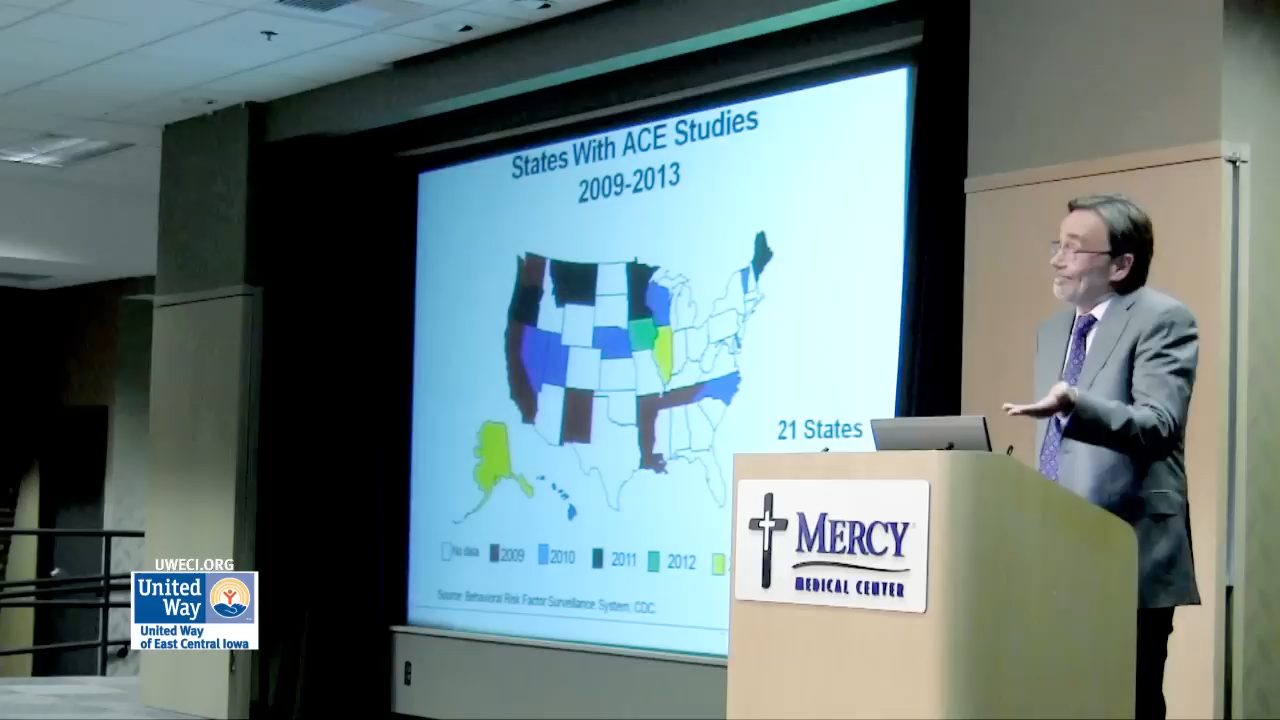 States With ACE Studies
2009-2013
21 States
No data
2009
2010
2011
2012
Source: Behavioral Risk Factor Surveillance System, CDC.
MERCY
MEDICAL CENTER
UWECI.ORG
United
Way
United Way
of East Central Iowa